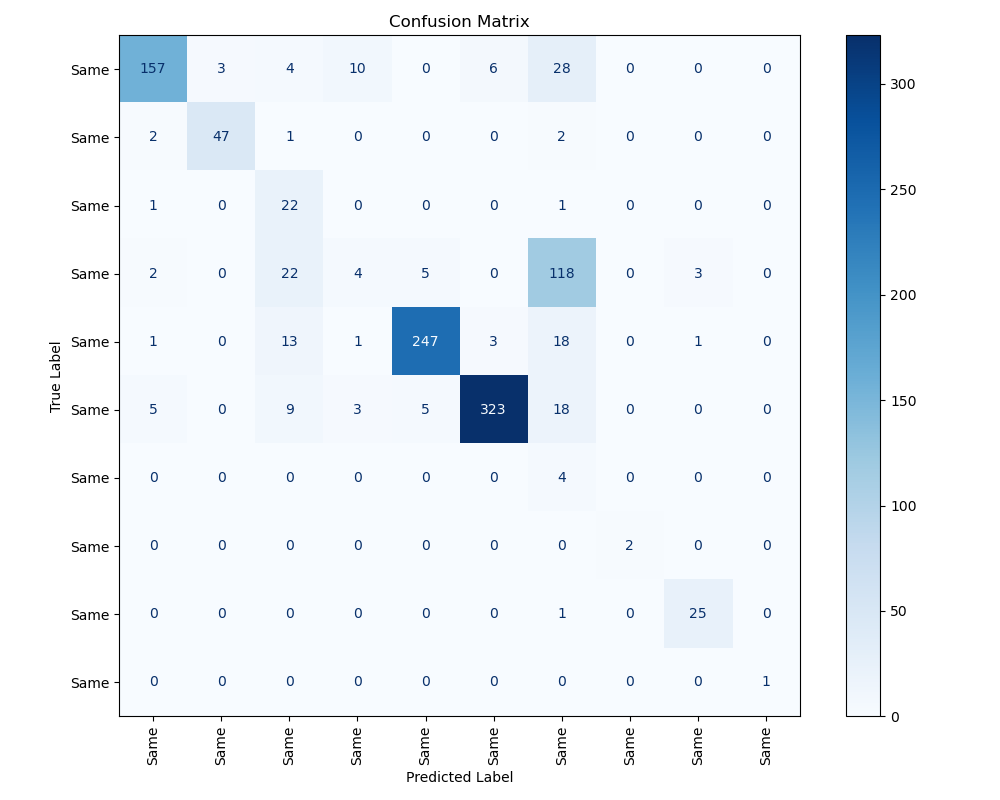 Confusion Matrix
Same 157 3 4 10 0 6 28 0 0 0
Same 2 47 1 0 0 0 2 0 0 0
Same 1 0 22 0 0 0 1 0 0 0
Same 2 0 22 4 5 0 118 0 3 0
Same 1 0 13 1 247 3 18 0 1 0
Same 5 0 9 3 5 323 18 0 0 0
Same 0 0 0 0 0 0 4 0 0 0
Same 0 0 0 0 0 0 0 2 0 0
Same 0 0 0 0 0 0 1 0 25 0
Same 0 0 0 0 0 0 0 0 0 1
True Label
Same Same Same Same Same Same Same Same Same Same
Predicted Label
300
250
200
150
100
50
0